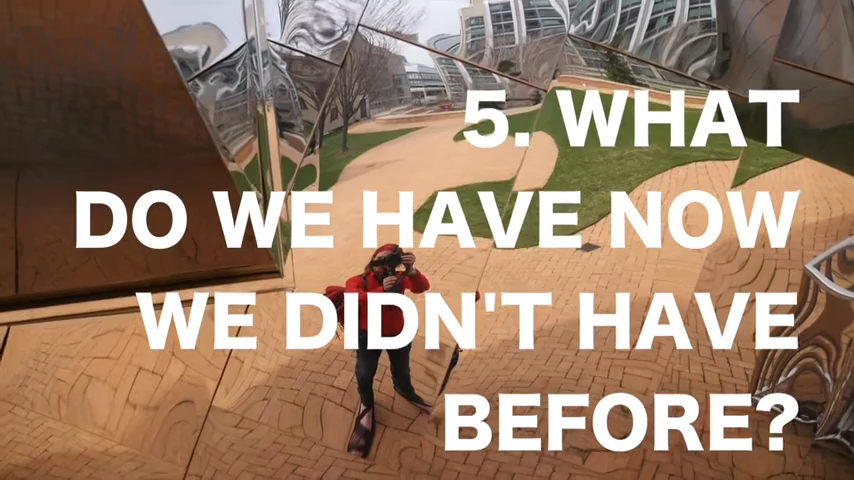 5. WHAT
DO WE HAVE NOW
WE DIDN'T HAVE
BEFORE?